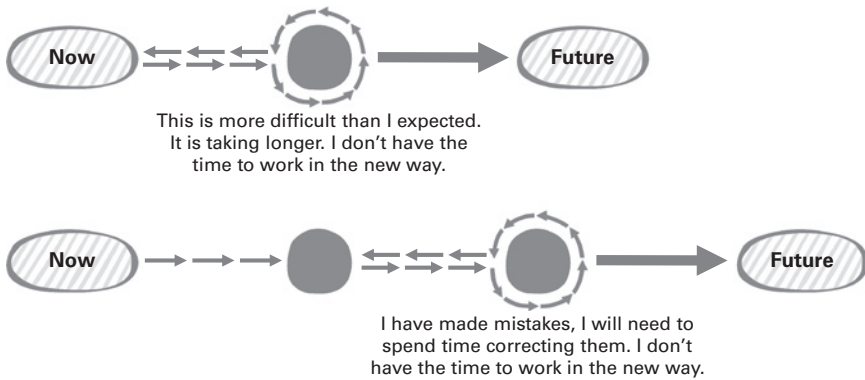 Now
Future
This is more difficult than I expected.
It is taking longer. I don't have the
time to work in the new way.
Now
Future
I have made mistakes, I will need to
spend time correcting them. I don't
have the time to work in the new way.